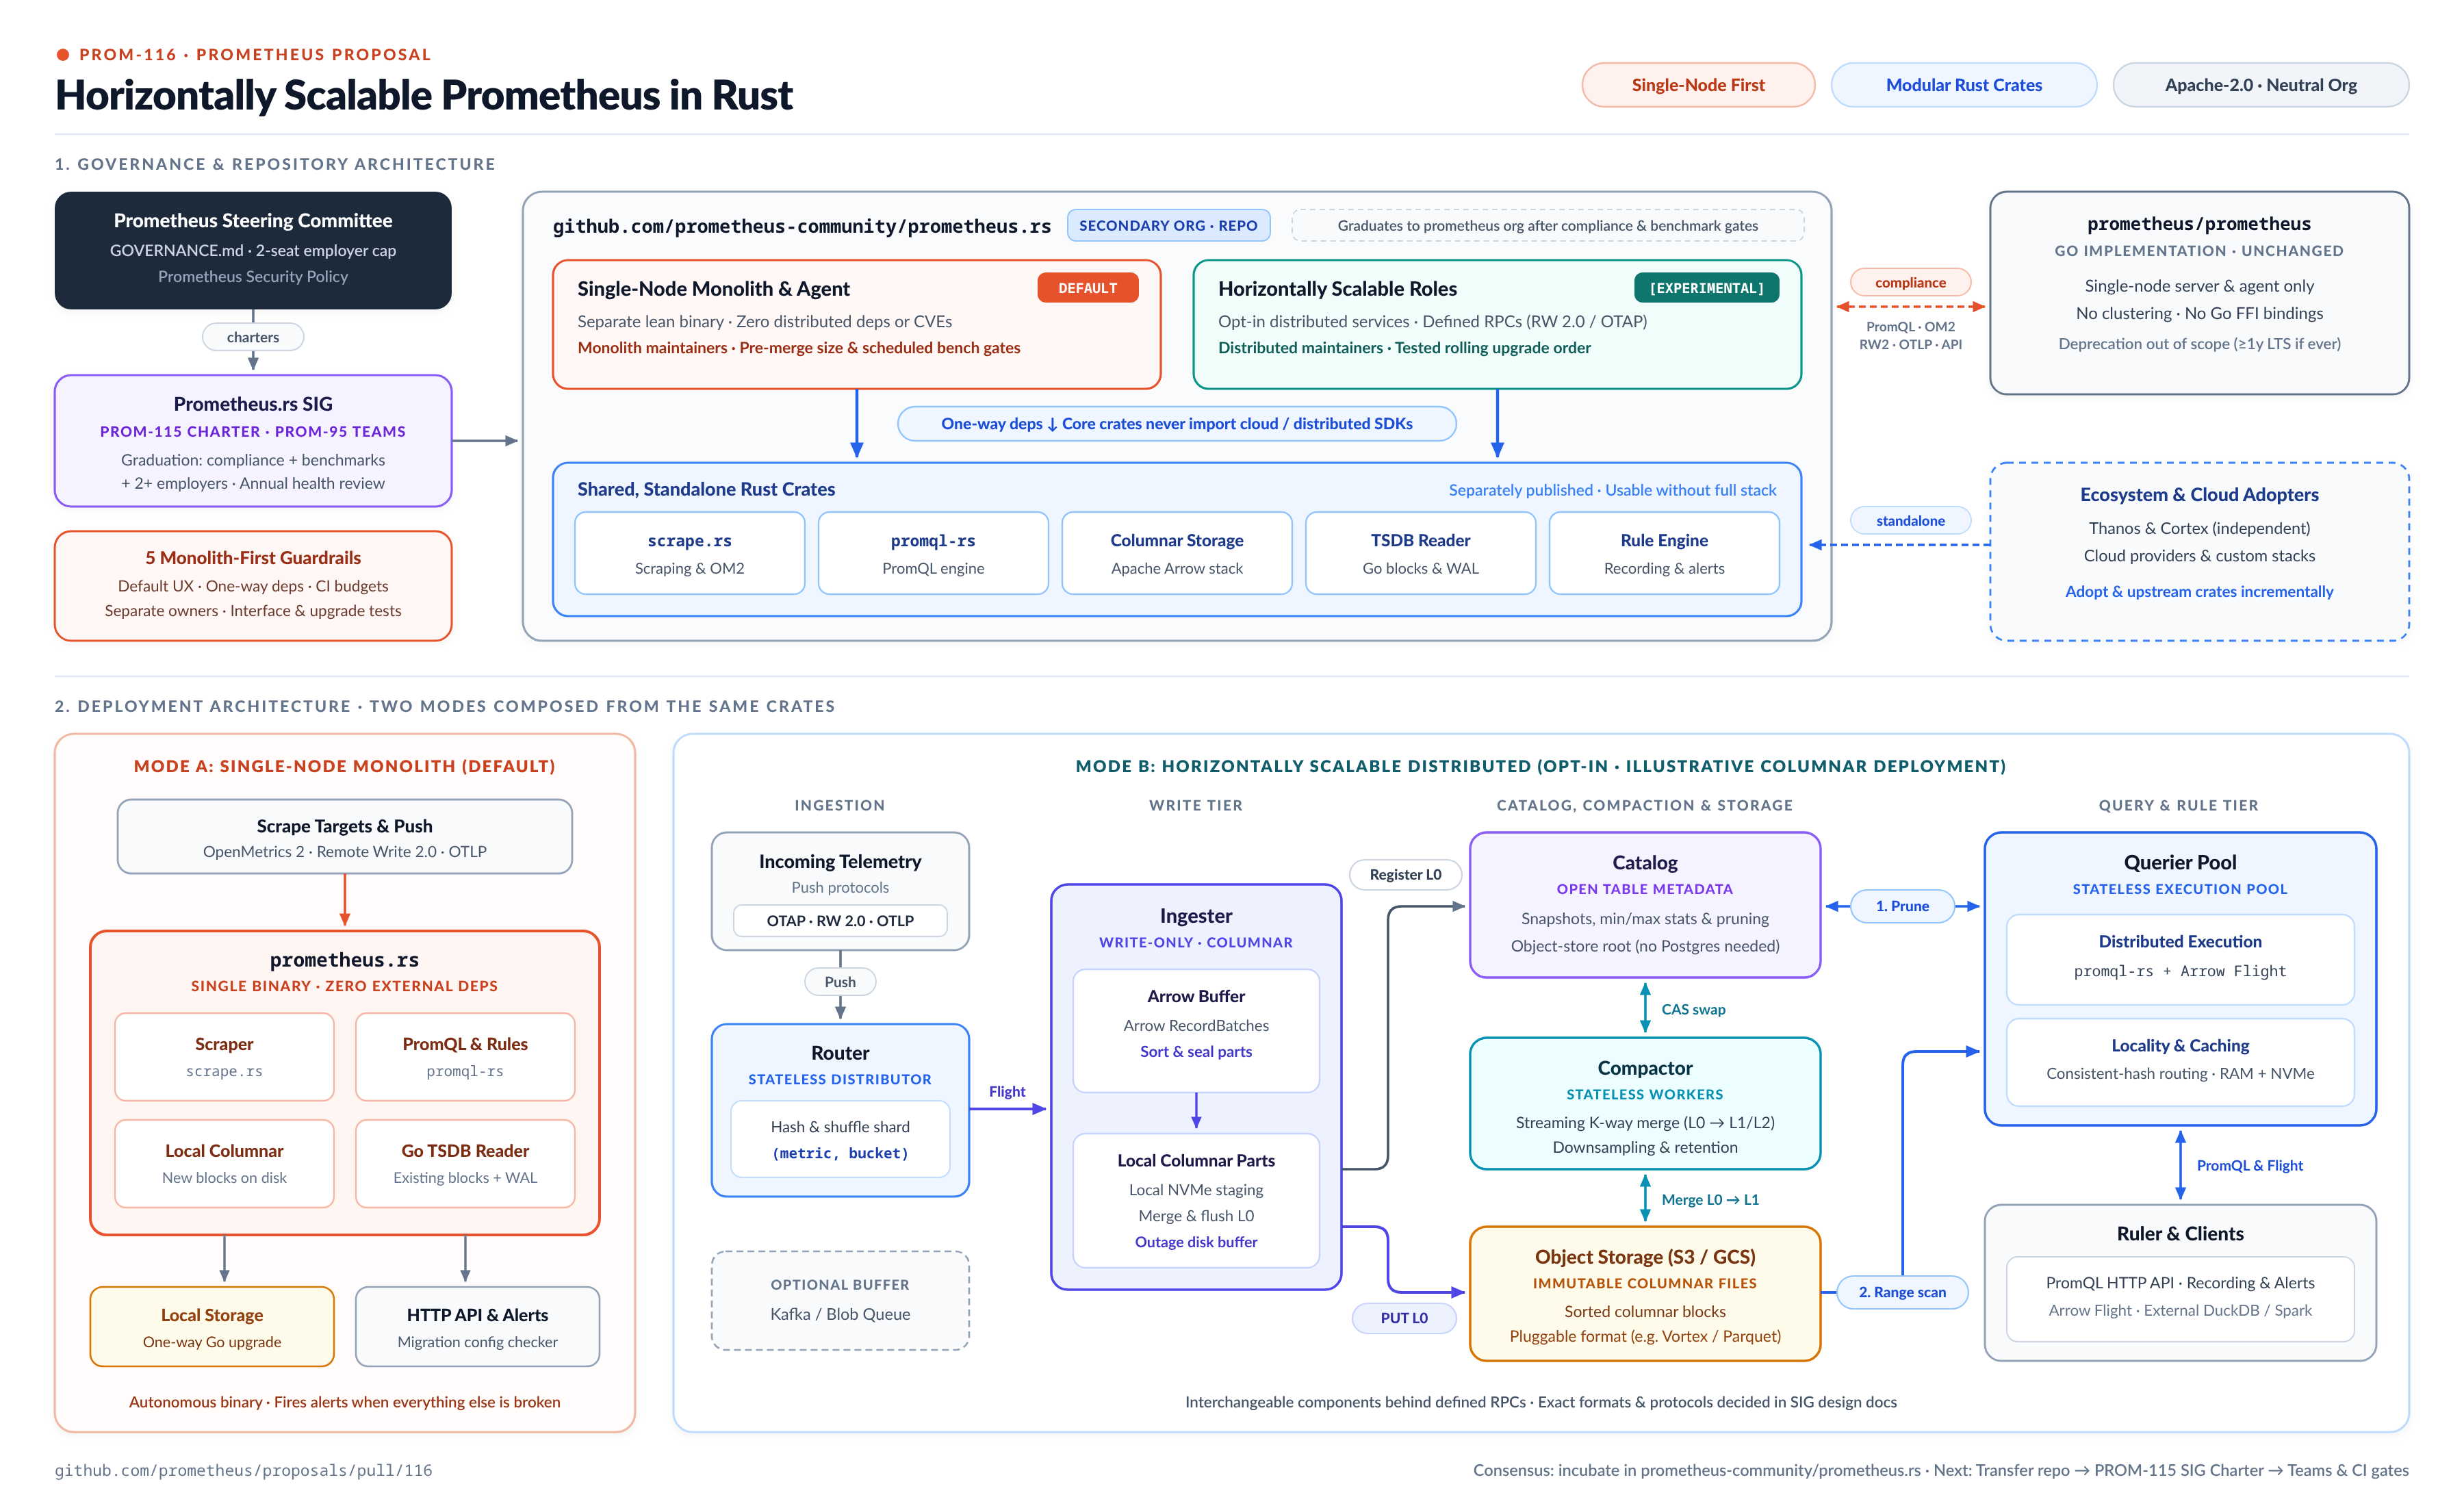 PROM-116 · PROMETHEUS PROPOSAL
Horizontally Scalable Prometheus in Rust
Single-Node First
Modular Rust Crates
Apache-2.0 · Neutral Org
1. GOVERNANCE & REPOSITORY ARCHITECTURE
Prometheus Steering Committee
GOVERNANCE.md · 2-seat employer cap
Prometheus Security Policy
charters
Prometheus.rs SIG
PROM-115 CHARTER · PROM-95 TEAMS
Graduation: compliance + benchmarks
+ 2+ employers · Annual health review
5 Monolith-First Guardrails
Default UX · One-way deps · CI budgets
Separate owners · Interface & upgrade tests
github.com/prometheus-community/prometheus.rs
SECONDARY ORG · REPO
Graduates to prometheus org after compliance & benchmark gates
Single-Node Monolith & Agent
DEFAULT
Separate lean binary · Zero distributed deps or CVEs
Monolith maintainers · Pre-merge size & scheduled bench gates
Horizontally Scalable Roles
[EXPERIMENTAL]
Opt-in distributed services · Defined RPCs (RW 2.0 / OTAP)
Distributed maintainers · Tested rolling upgrade order
One-way deps ↓ Core crates never import cloud / distributed SDKs
Shared, Standalone Rust Crates
Separately published · Usable without full stack
scrape.rs
Scraping & OM2
promql-rs
PromQL engine
Columnar Storage
Apache Arrow stack
TSDB Reader
Go blocks & WAL
Rule Engine
Recording & alerts
compliance
PromQL · OM2
RW2 · OTLP · API
prometheus/prometheus
GO IMPLEMENTATION · UNCHANGED
Single-node server & agent only
No clustering · No Go FFI bindings
Deprecation out of scope (≥1y LTS if ever)
standalone
Ecosystem & Cloud Adopters
Thanos & Cortex (independent)
Cloud providers & custom stacks
Adopt & upstream crates incrementally
2. DEPLOYMENT ARCHITECTURE · TWO MODES COMPOSED FROM THE SAME CRATES
MODE A: SINGLE-NODE MONOLITH (DEFAULT)
Scrape Targets & Push
OpenMetrics 2 · Remote Write 2.0 · OTLP
prometheus.rs
SINGLE BINARY · ZERO EXTERNAL DEPS
Scraper
scrape.rs
PromQL & Rules
promql-rs
Local Columnar
New blocks on disk
Go TSDB Reader
Existing blocks + WAL
Local Storage
One-way Go upgrade
HTTP API & Alerts
Migration config checker
Autonomous binary · Fires alerts when everything else is broken
MODE B: HORIZONTALLY SCALABLE DISTRIBUTED (OPT-IN · ILLUSTRATIVE COLUMNAR DEPLOYMENT)
INGESTION
Incoming Telemetry
Push protocols
OTAP · RW 2.0 · OTLP
Push
Router
STATELESS DISTRIBUTOR
Hash & shuffle shard
(metric, bucket)
OPTIONAL BUFFER
Kafka / Blob Queue
Flight
WRITE TIER
Ingester
WRITE-ONLY · COLUMNAR
Arrow Buffer
Arrow RecordBatches
Sort & seal parts
Local Columnar Parts
Local NVMe staging
Merge & flush L0
Outage disk buffer
Register L0
PUT L0
CATALOG, COMPACTION & STORAGE
Catalog
OPEN TABLE METADATA
Snapshots, min/max stats & pruning
Object-store root (no Postgres needed)
CAS swap
Compactor
STATELESS WORKERS
Streaming K-way merge (L0 → L1/L2)
Downsampling & retention
Merge L0 → L1
Object Storage (S3 / GCS)
IMMUTABLE COLUMNAR FILES
Sorted columnar blocks
Pluggable format (e.g. Vortex / Parquet)
1. Prune
2. Range scan
QUERY & RULE TIER
Querier Pool
STATELESS EXECUTION POOL
Distributed Execution
promql-rs + Arrow Flight
Locality & Caching
Consistent-hash routing · RAM + NVMe
PromQL & Flight
Ruler & Clients
PromQL HTTP API · Recording & Alerts
Arrow Flight · External DuckDB / Spark
Interchangeable components behind defined RPCs · Exact formats & protocols decided in SIG design docs
github.com/prometheus/proposals/pull/116
Consensus: incubate in prometheus-community/prometheus.rs · Next: Transfer repo → PROM-115 SIG Charter → Teams & CI gates